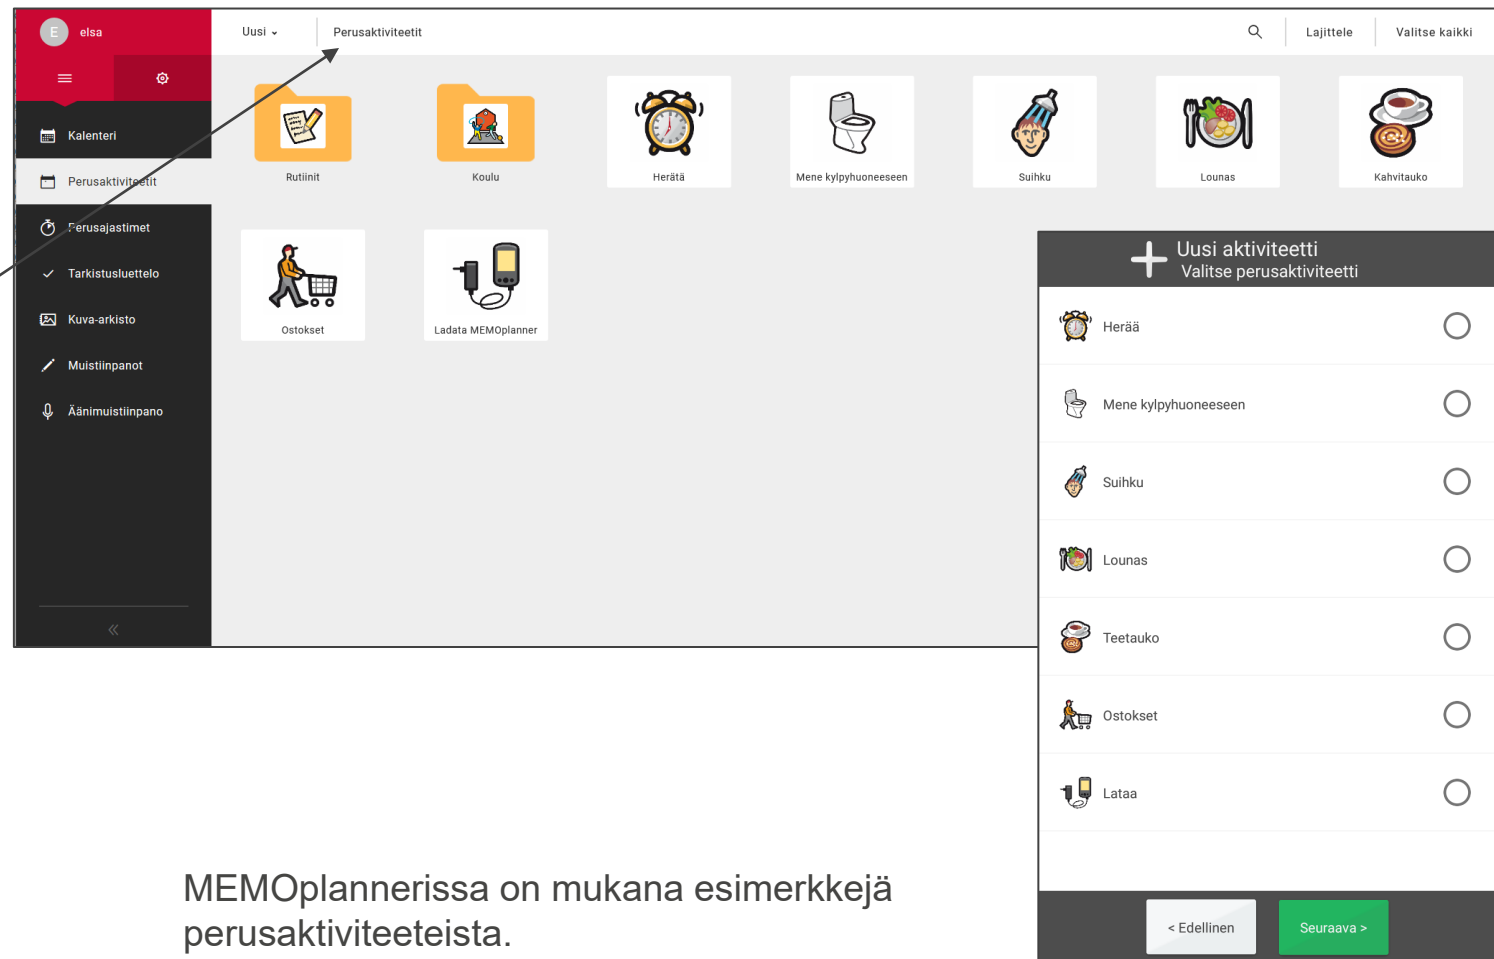 E elsa
Uusi
Perusaktiviteetit
Lajittele
Valitse kaikki
Kalenteri
Perusaktiviteetit
Perusajastimet
Tarkistusluettelo
Kuva-arkisto
Muistiinpanot
Äänimuistiinpano
Rutiinit
Koulu
Herätä
Mene kylpyhuoneeseen
Suihku
Lounas
Kahvitauko
Ostokset
Ladata MEMOplanner
Uusi aktiviteetti
Valitse perusaktiviteetti
Herää
Mene kylpyhuoneeseen
Suihku
Lounas
Teetauko
Ostokset
Lataa
< Edellinen
Seuraava >
MEMOplannerissa on mukana esimerkkejä
perusaktiviteeteista.